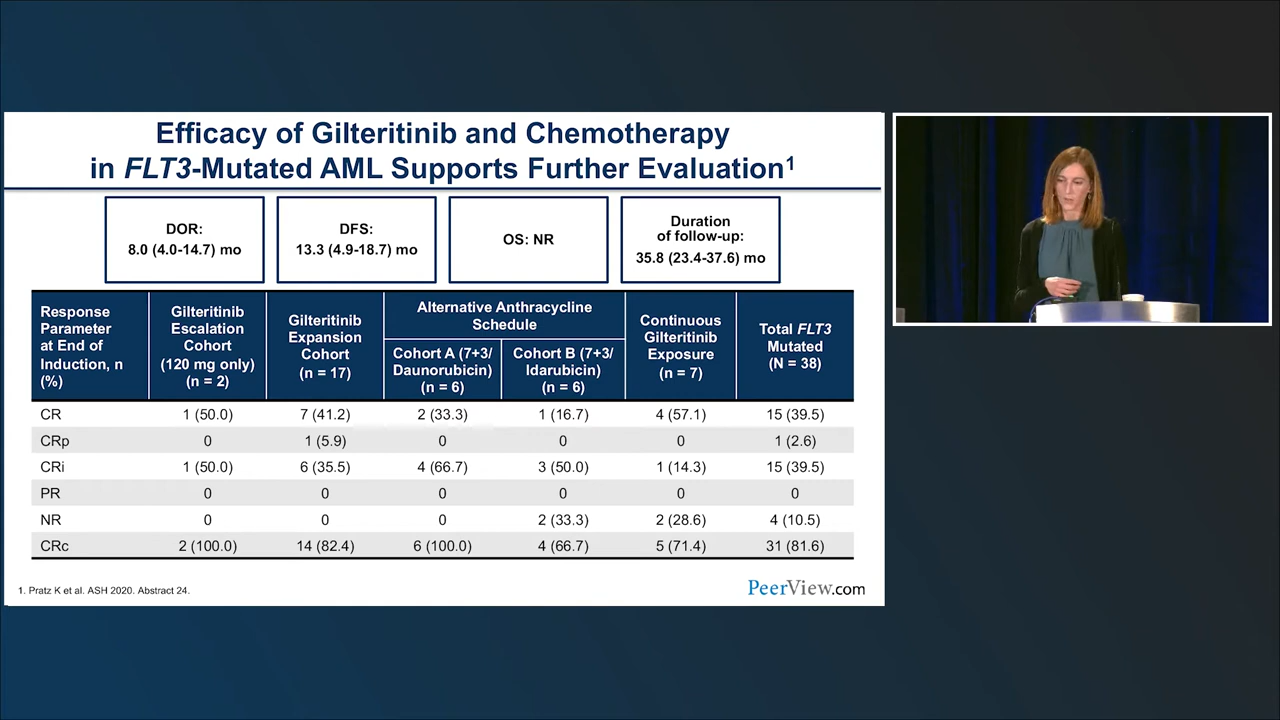 Efficacy of Gilteritinib and Chemotherapy
in FLT3-Mutated AML Supports Further Evaluation1
DOR:
8.0 (4.0-14.7) mo
DFS:
13.3 (4.9-18.7) mo
OS: NR
Duration
of follow-up:
35.8 (23.4-37.6) mo
Response
Parameter
at End of
Induction, n
(%)
Gilteritinib
Escalation
Cohort
(120 mg only)
(n = 2)
Gilteritinib
Expansion
Cohort
(n = 17)
Alternative Anthracycline
Schedule
Cohort A (7+3/
Daunorubicin)
(n = 6)
Cohort B (7+3/
Idarubicin)
(n = 6)
Continuous
Gilteritinib
Exposure
(n = 7)
Total FLT3
Mutated
(N = 38)
CR 1 (50.0) 7 (41.2) 2 (33.3) 1 (16.7) 4 (57.1) 15 (39.5)
CRp 0 1 (5.9) 0 0 0 1 (2.6)
CRi 1 (50.0) 6 (35.5) 4 (66.7) 3 (50.0) 1 (14.3) 15 (39.5)
PR 0 0 0 0 0 0
NR 0 0 0 2 (33.3) 2 (28.6) 4 (10.5)
CRc 2 (100.0) 14 (82.4) 6 (100.0) 4 (66.7) 5 (71.4) 31 (81.6)
1. Pratz K et al. ASH 2020. Abstract 24.
PeerView.com